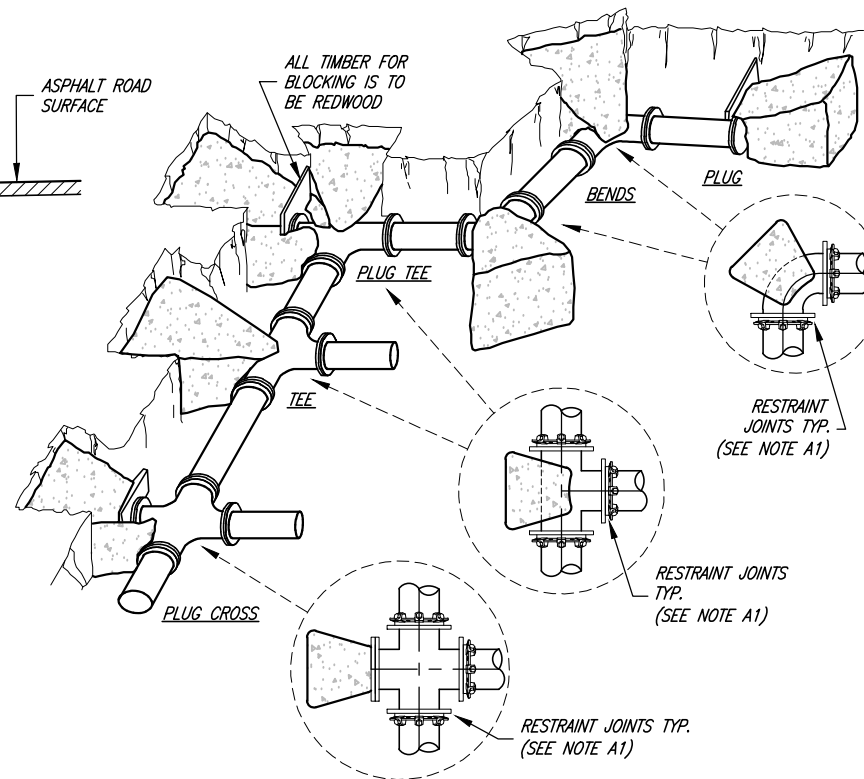 ASPHALT ROAD
SURFACE
ALL TIMBER FOR
BLOCKING IS TO
BE REDWOOD
BENDS
PLUG
PLUG TEE
RESTRAINT
JOINTS TYP.
(SEE NOTE A1)
TEE
RESTRAINT JOINTS
TYP.
(SEE NOTE A1)
PLUG CROSS
RESTRAINT JOINTS TYP.
(SEE NOTE A1)